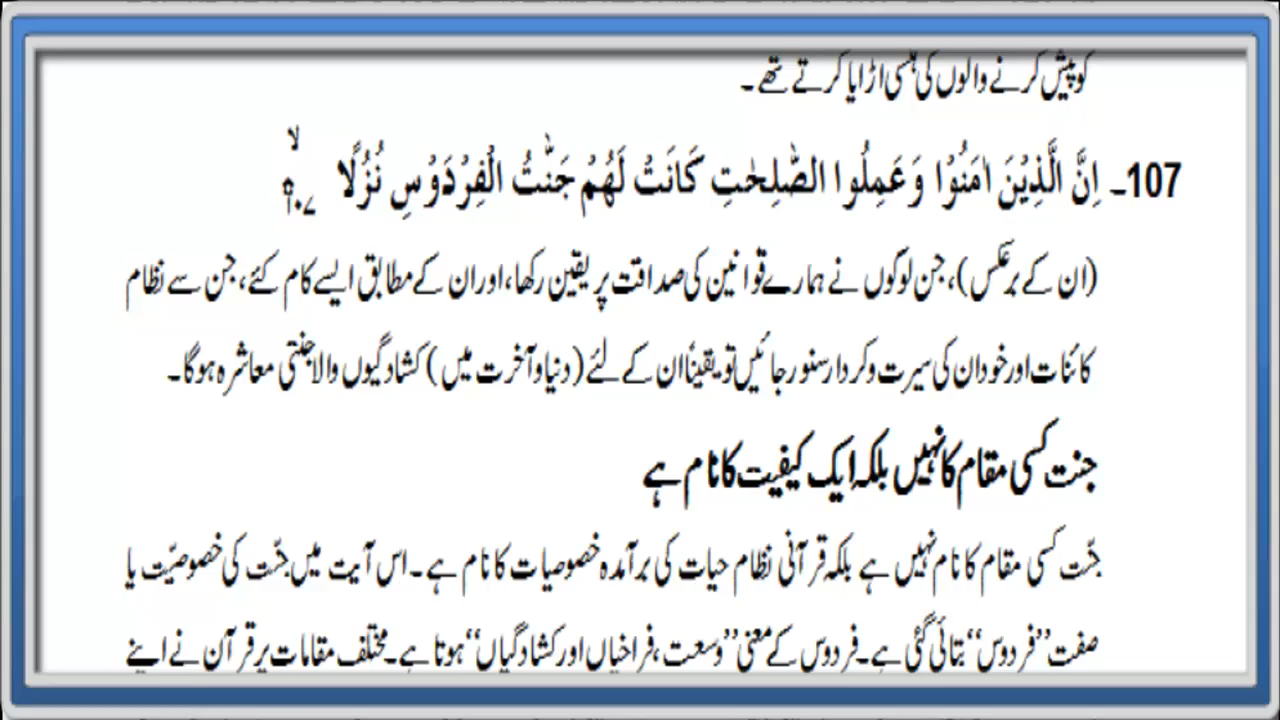 کو پیش کرنے والوں کی ہنسی اڑایا کرتے تھے۔
107۔ اِنَّ الَّذِيْنَ اٰمَنُوْا وَ عَمِلُوا الصّٰلِحٰتِ كَانَتْ لَهُمْ جَنّٰتُ الْفِرْدَوْسِ نُزُلًا ۙ۱۰۷
(ان کے برعکس)، جن لوگوں نے ہمارے قوانین کی صداقت پر یقین رکھا، اور ان کے مطابق ایسے کام کئے، جن سے نظام
کائنات اور خود ان کی سیرت و کردار سنور جائیں تو یقیناً ان کے لئے (دنیا و آخرت میں) کشادگیوں والا جنتی معاشرہ ہوگا۔
جنت کسی مقام کا نہیں بلکہ ایک کیفیت کا نام ہے
جنّت کسی مقام کا نام نہیں ہے بلکہ قرآنی نظام حیات کی برآمدہ خصوصیات کا نام ہے۔ اس آیت میں جنّت کی خصوصیّت یا
صفت ”فردوس“ بتائی گئی ہے۔ فردوس کے معنی ”وسعت، فراخیاں اور کشادگیاں“ ہوتا ہے۔ مختلف مقامات پر قرآن نے اپنے